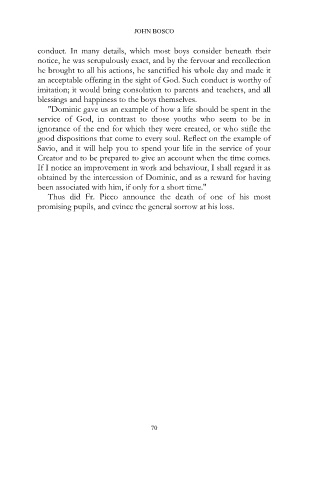 JOHN BOSCO
conduct. In many details, which most boys consider beneath their
notice, he was scrupulously exact, and by the fervour and recollection
he brought to all his actions, he sanctified his whole day and made it
an acceptable offering in the sight of God. Such conduct is worthy of
imitation; it would bring consolation to parents and teachers, and all
blessings and happiness to the boys themselves.
"Dominic gave us an example of how a life should be spent in the
service of God, in contrast to those youths who seem to be in
ignorance of the end for which they were created, or who stifle the
good dispositions that come to every soul. Reflect on the example of
Savio, and it will help you to spend your life in the service of your
Creator and to be prepared to give an account when the time comes.
If I notice an improvement in work and behaviour, I shall regard it as
obtained by the intercession of Dominic, and as a reward for having
been associated with him, if only for a short time."
Thus did Fr. Picco announce the death of one of his most
promising pupils, and evince the general sorrow at his loss.
70